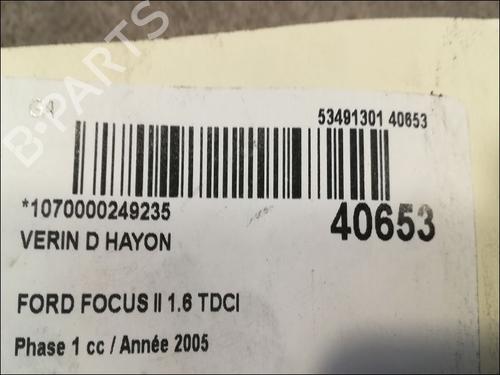 B-PARTS
53491301 40653
*1070000249235
40653
VERIN D HAYON
FORD FOCUS II 1.6 TDCI
Phase 1 cc / Année 2005